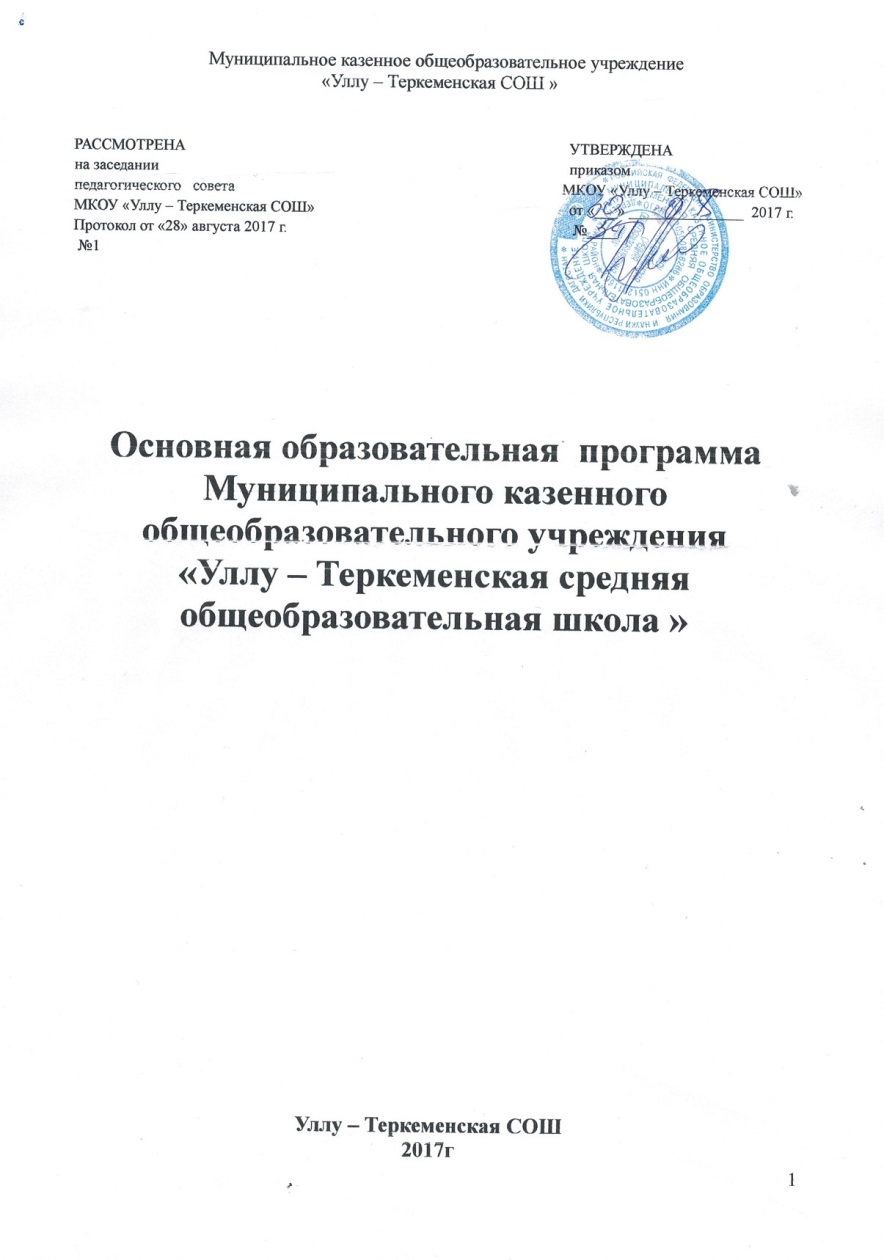 Муниципальное казенное общеобразовательное учреждение
«Уллу – Теркеменская СОШ »
РАССМОТРЕНА
на заседании
педагогического совета
МКОУ «Уллу – Теркеменская СОШ»
Протокол от «28» августа 2017 г.
№1
УТВЕРЖДЕНА
приказом
МКОУ «Уллу – Теркеменская СОШ»
от « » 2017 г.
№
Основная образовательная программа
Муниципального казенного
общеобразовательного учреждения
«Уллу – Теркеменская средняя
общеобразовательная школа »
Уллу – Теркеменская СОШ
2017г
1